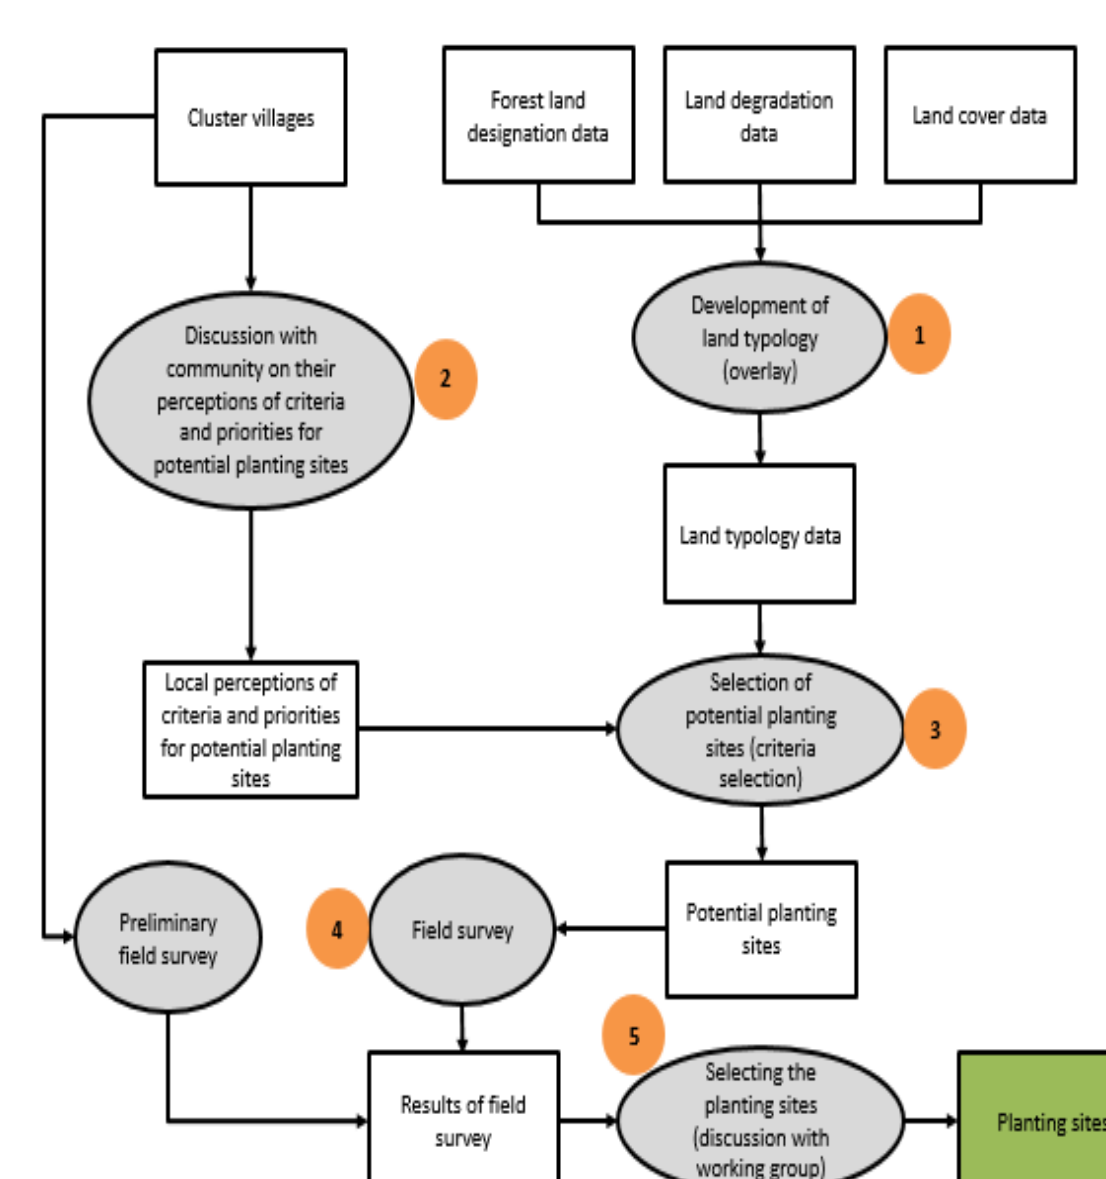 Cluster villages
Forest land
designation data
Land degradation
data
Land cover data
Discussion with
community on their
perceptions of criteria
and priorities for
potential planting sites
2
Development of
land typology
(overlay)
1
Land typology data
Local perceptions of
criteria and priorities
for potential planting
sites
Selection of
potential planting
sites (criteria
selection)
3
Preliminary
field survey
4
Field survey
Potential planting
sites
5
Results of field
survey
Selecting the
planting sites
(discussion with
working group)
Planting sites